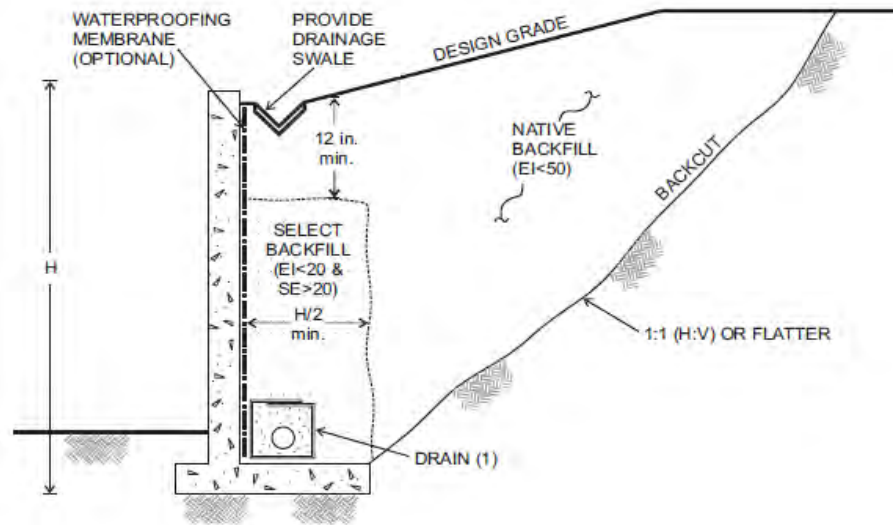 WATERPROOFING
MEMBRANE
(OPTIONAL)
PROVIDE
DRAINAGE
SWALE
DESIGN GRADE
12 in.
min.
NATIVE
BACKFILL
(EI<50)
BACKCUT
SELECT
BACKFILL
(EI<20 &
SE>20)
H
H/2
min.
1:1 (H:V) OR FLATTER
DRAIN (1)